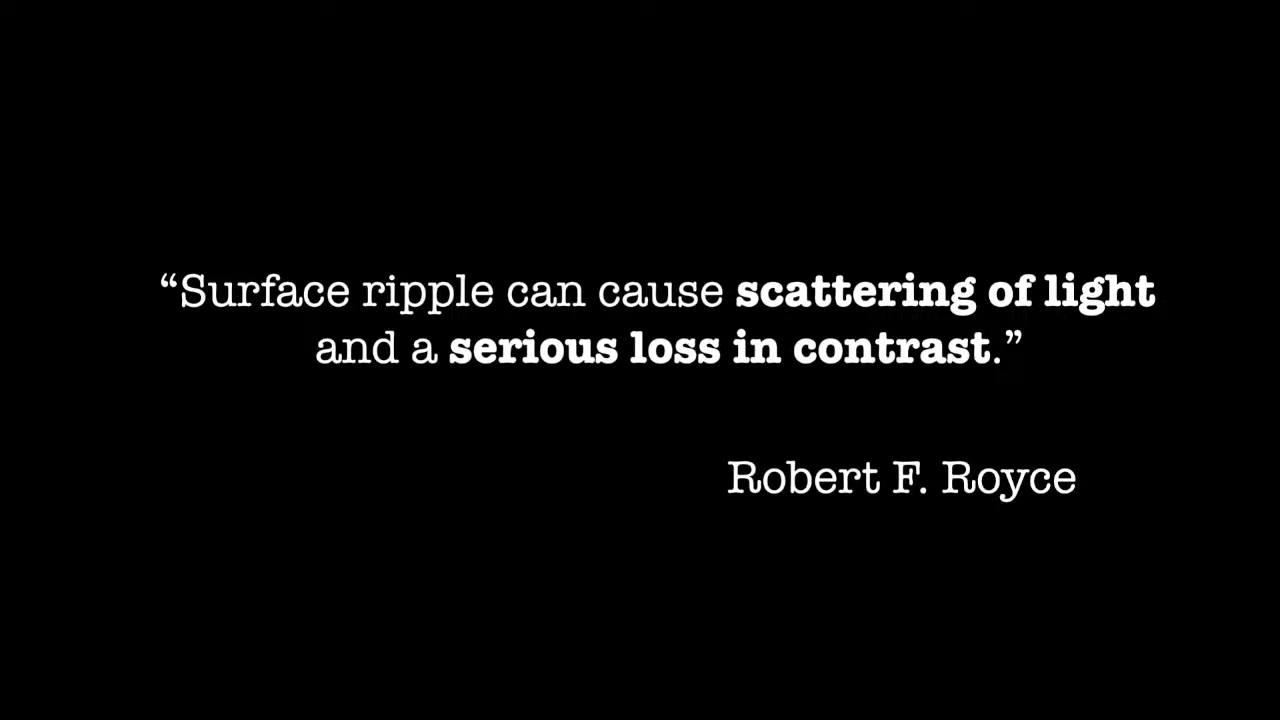 “Surface ripple can cause scattering of light
and a serious loss in contrast.”
Robert F. Royce